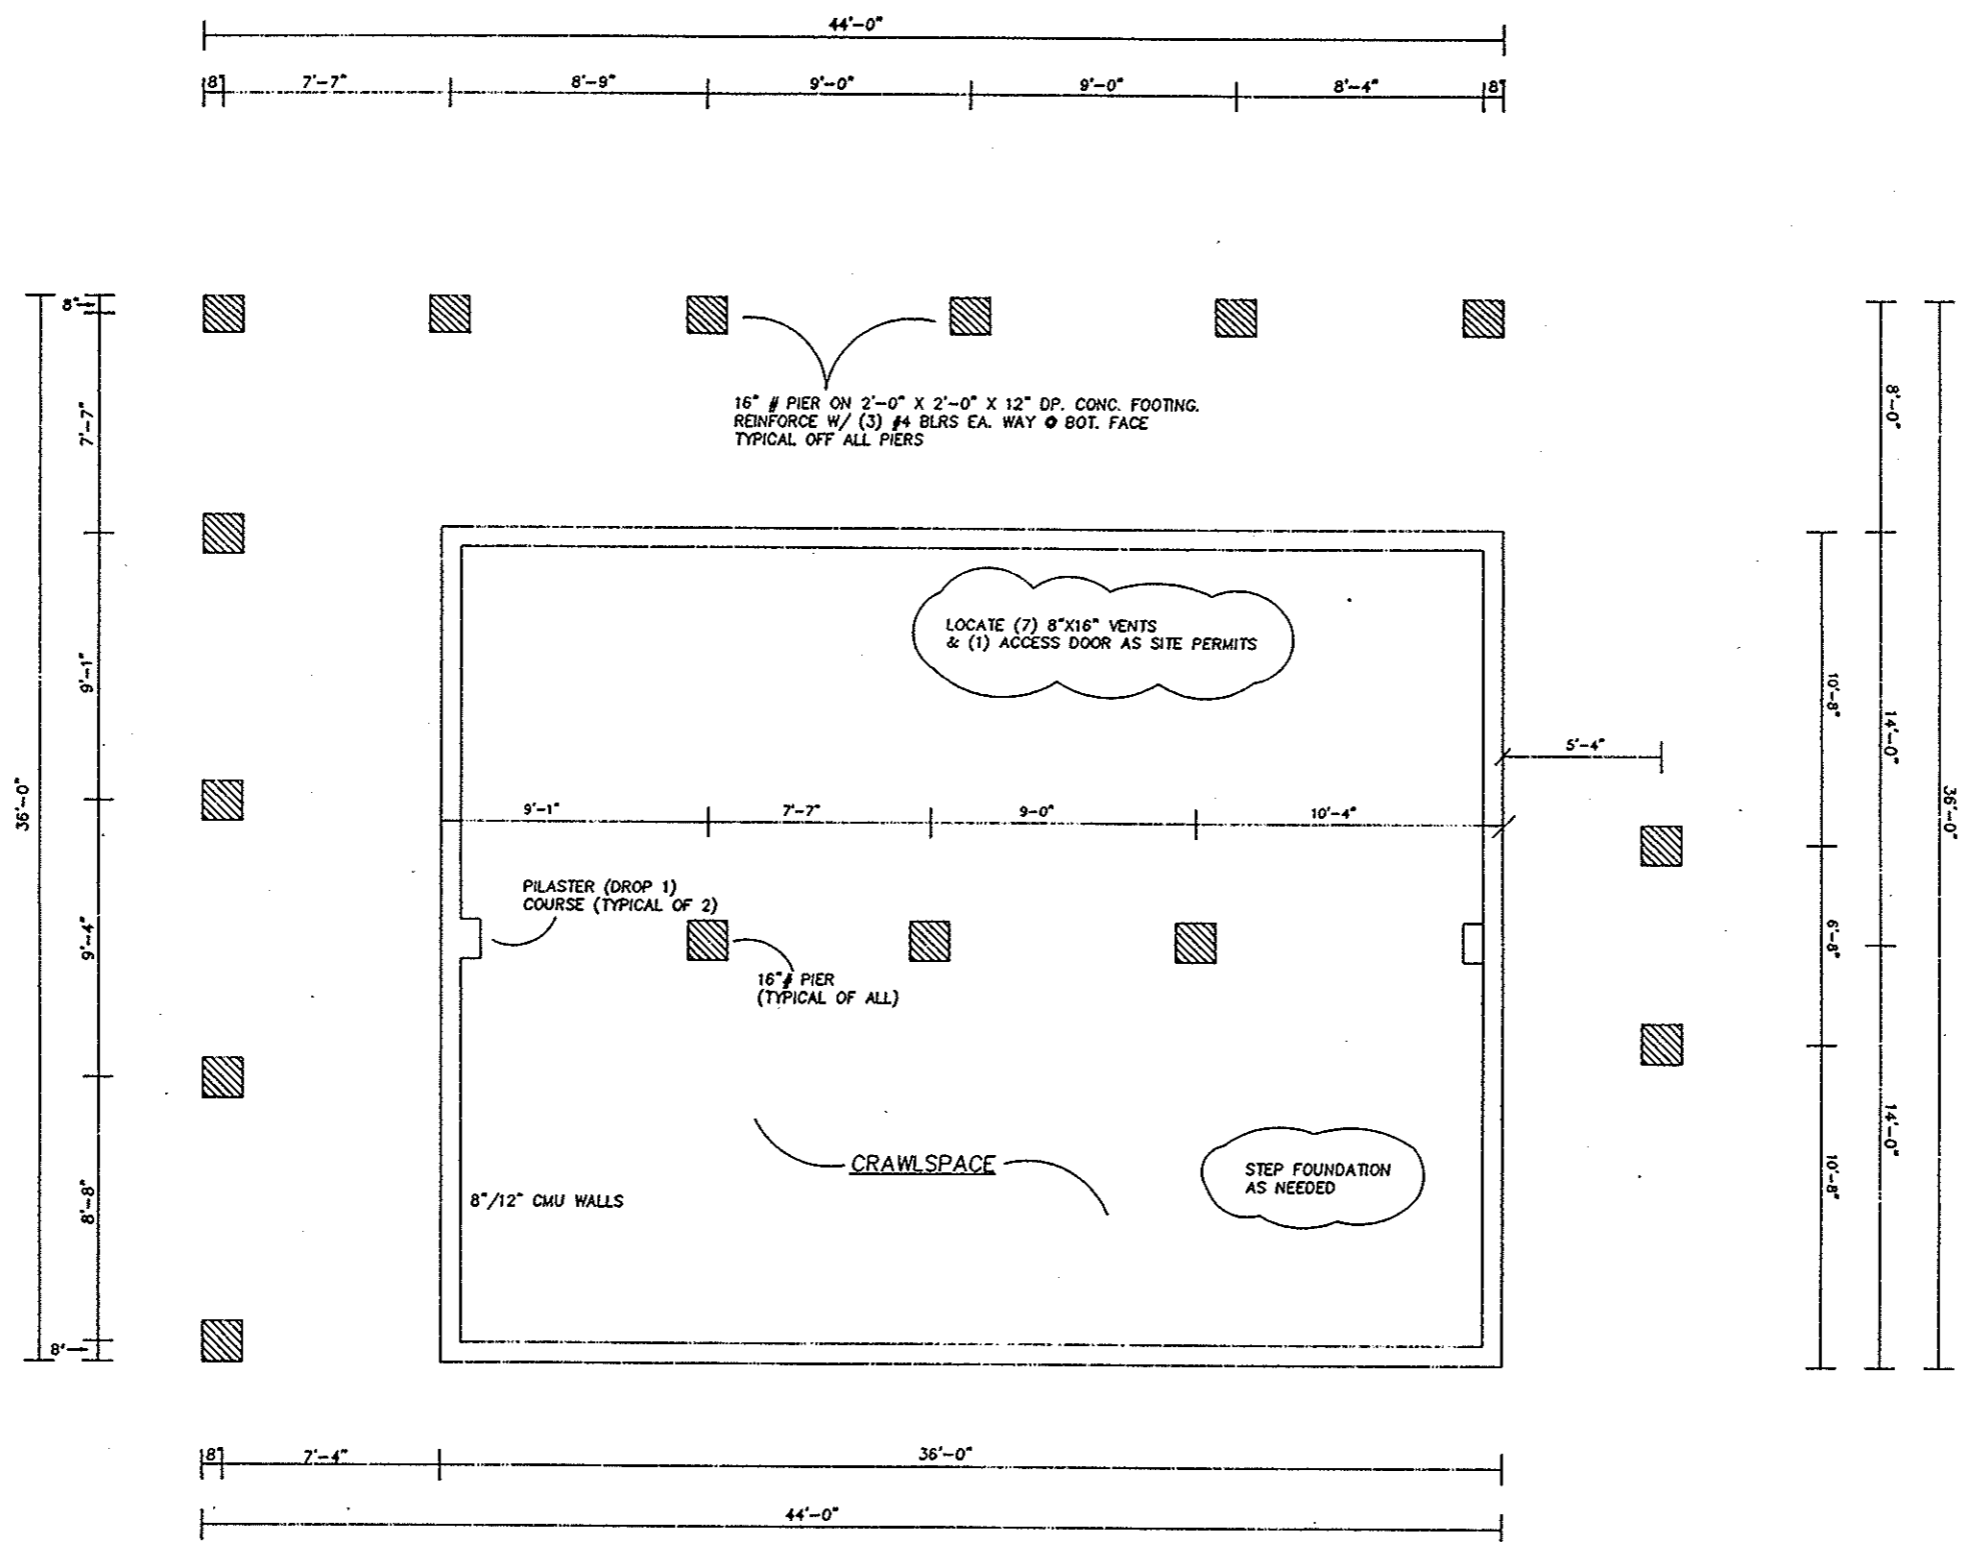 44'-0"
8" 7'-7" 8'-9" 9'-0" 9'-0" 8'-4" 8"
8"
7'-7"
9'-1"
9'-4"
8'-8"
8"
36'-0"
16" # PIER ON 2'-0" X 2'-0" X 12" DP. CONC. FOOTING.
REINFORCE W/ (3) #4 BLRS EA. WAY @ BOT. FACE
TYPICAL OFF ALL PIERS
LOCATE (7) 8"X16" VENTS
& (1) ACCESS DOOR AS SITE PERMITS
5'-4"
9'-1" 7'-7" 9-0" 10'-4"
PILASTER (DROP 1)
COURSE (TYPICAL OF 2)
16"# PIER
(TYPICAL OF ALL)
CRAWLSPACE
8"/12" CMU WALLS
STEP FOUNDATION
AS NEEDED
10'-8"
6'-8"
10'-8"
8'-0"
14'-0"
14'-0"
36'-0"
8" 7'-4" 36'-0"
44'-0"